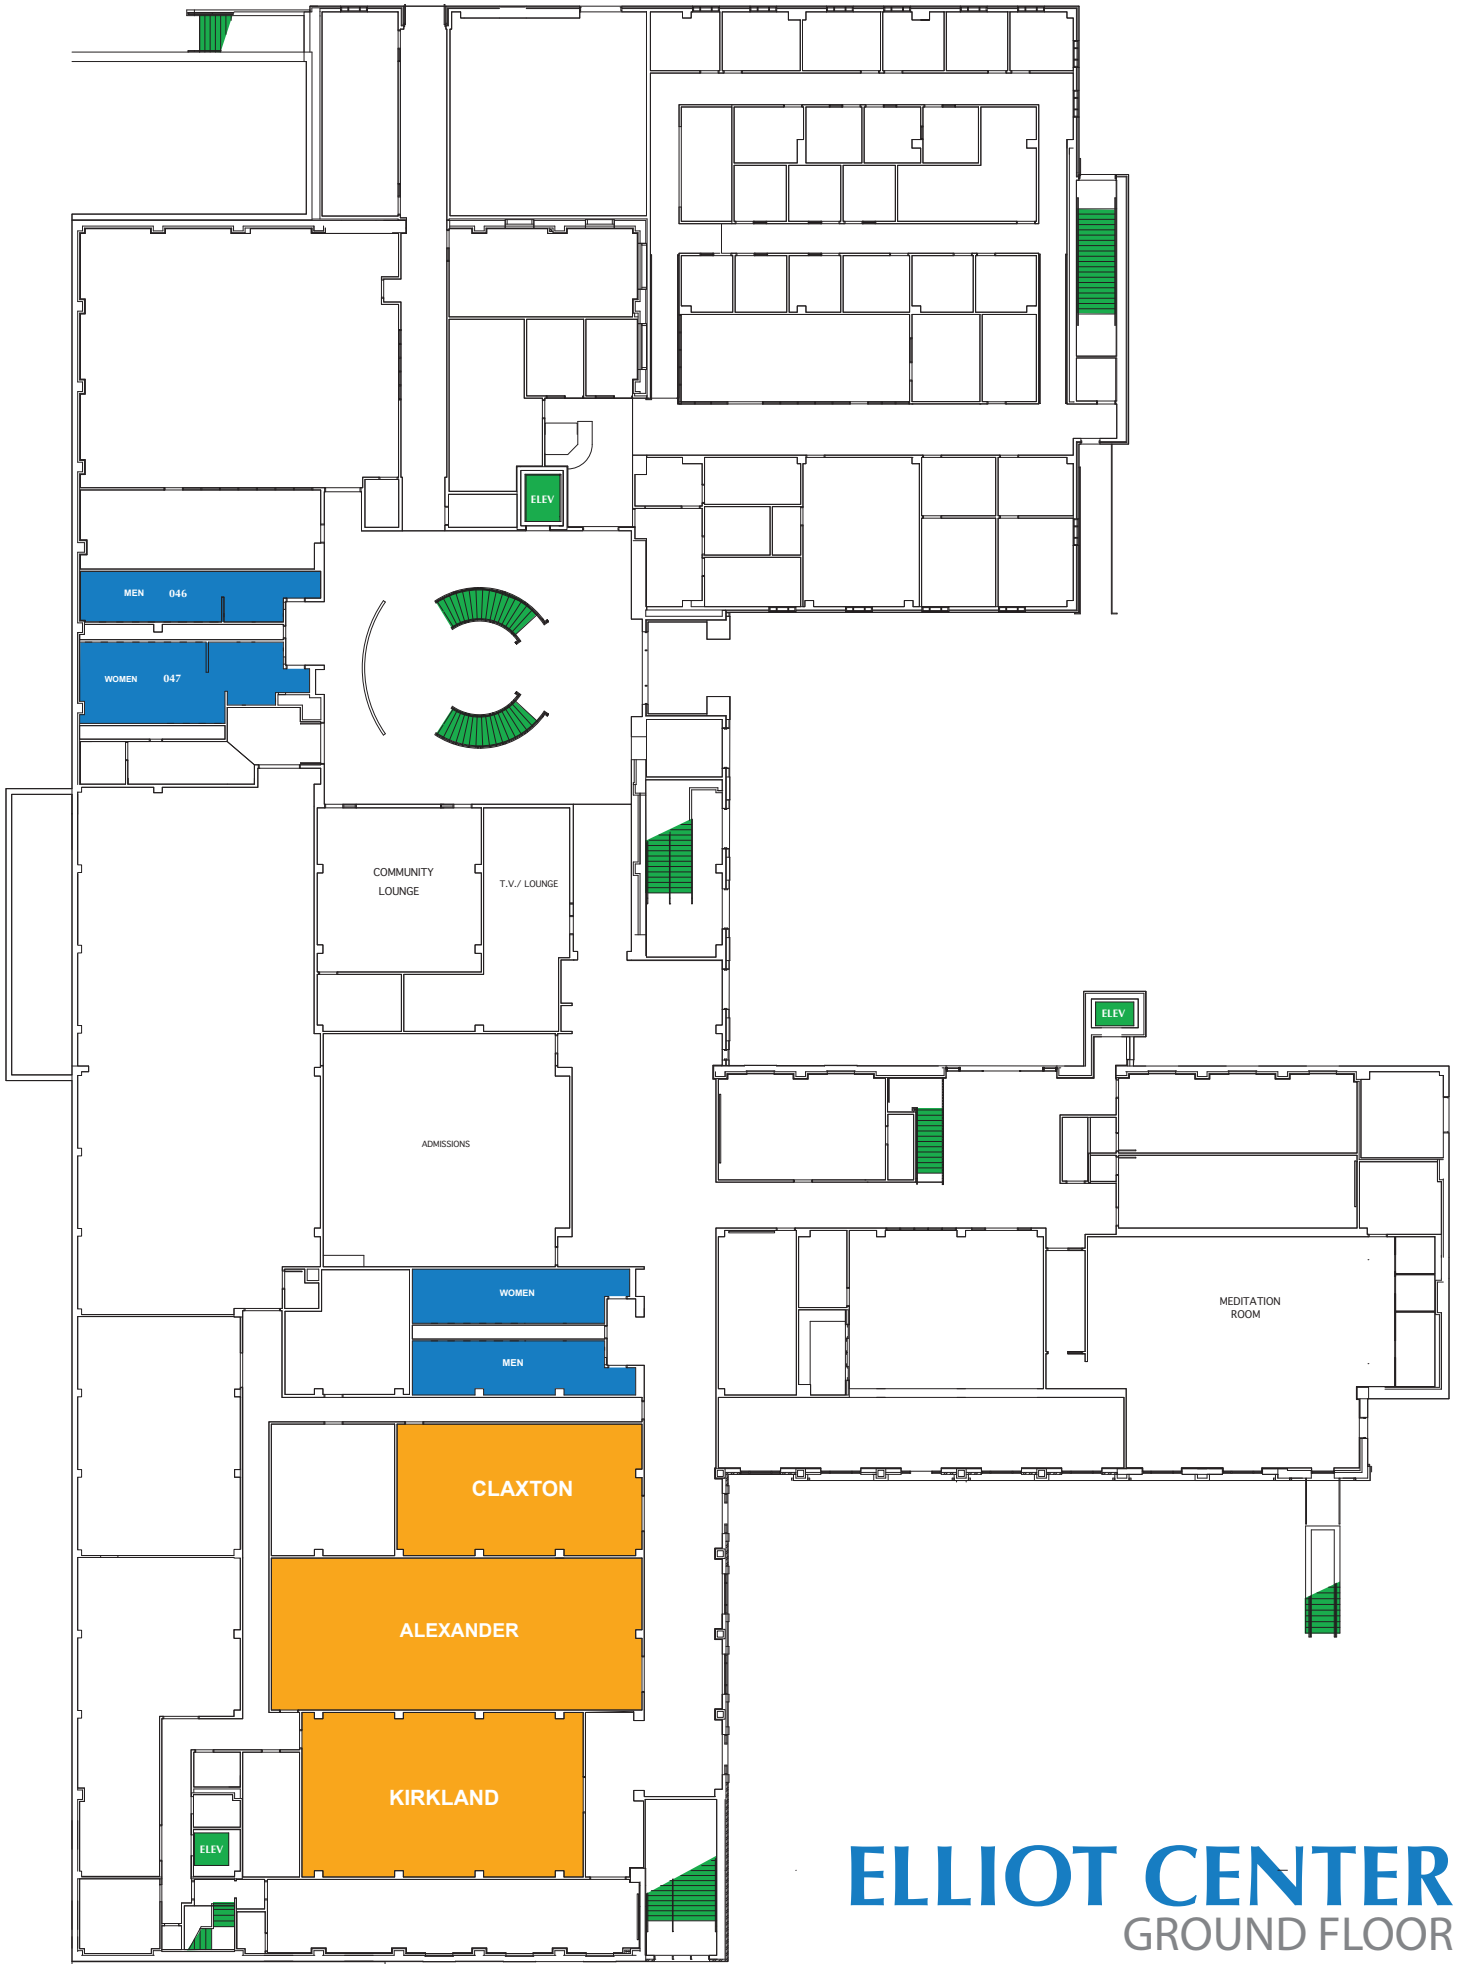 ELEV
MEN 046
WOMEN 047
COMMUNITY
LOUNGE
T.V./ LOUNGE
ELEV
ADMISSIONS
WOMEN
MEN
MEDITATION
ROOM
CLAXTON
ALEXANDER
KIRKLAND
ELEV
ELLIOT CENTER
GROUND FLOOR